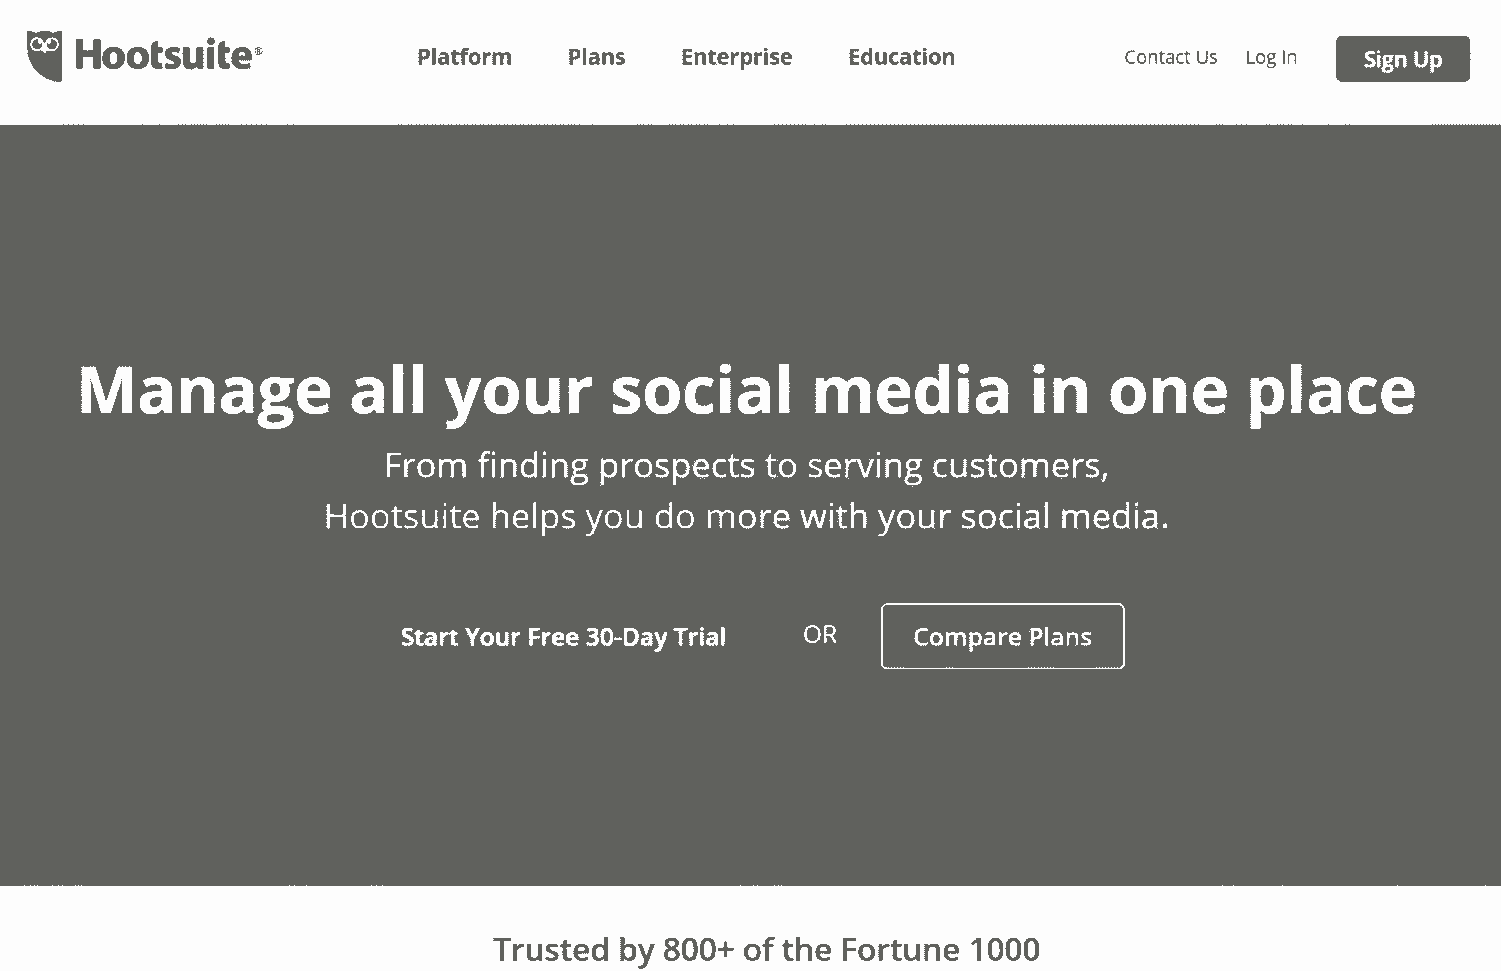 Hootsuite®
Platform Plans Enterprise Education
Contact Us Log In Sign Up
Manage all your social media in one place
From finding prospects to serving customers,
Hootsuite helps you do more with your social media.
Start Your Free 30-Day Trial OR Compare Plans
Trusted by 800+ of the Fortune 1000